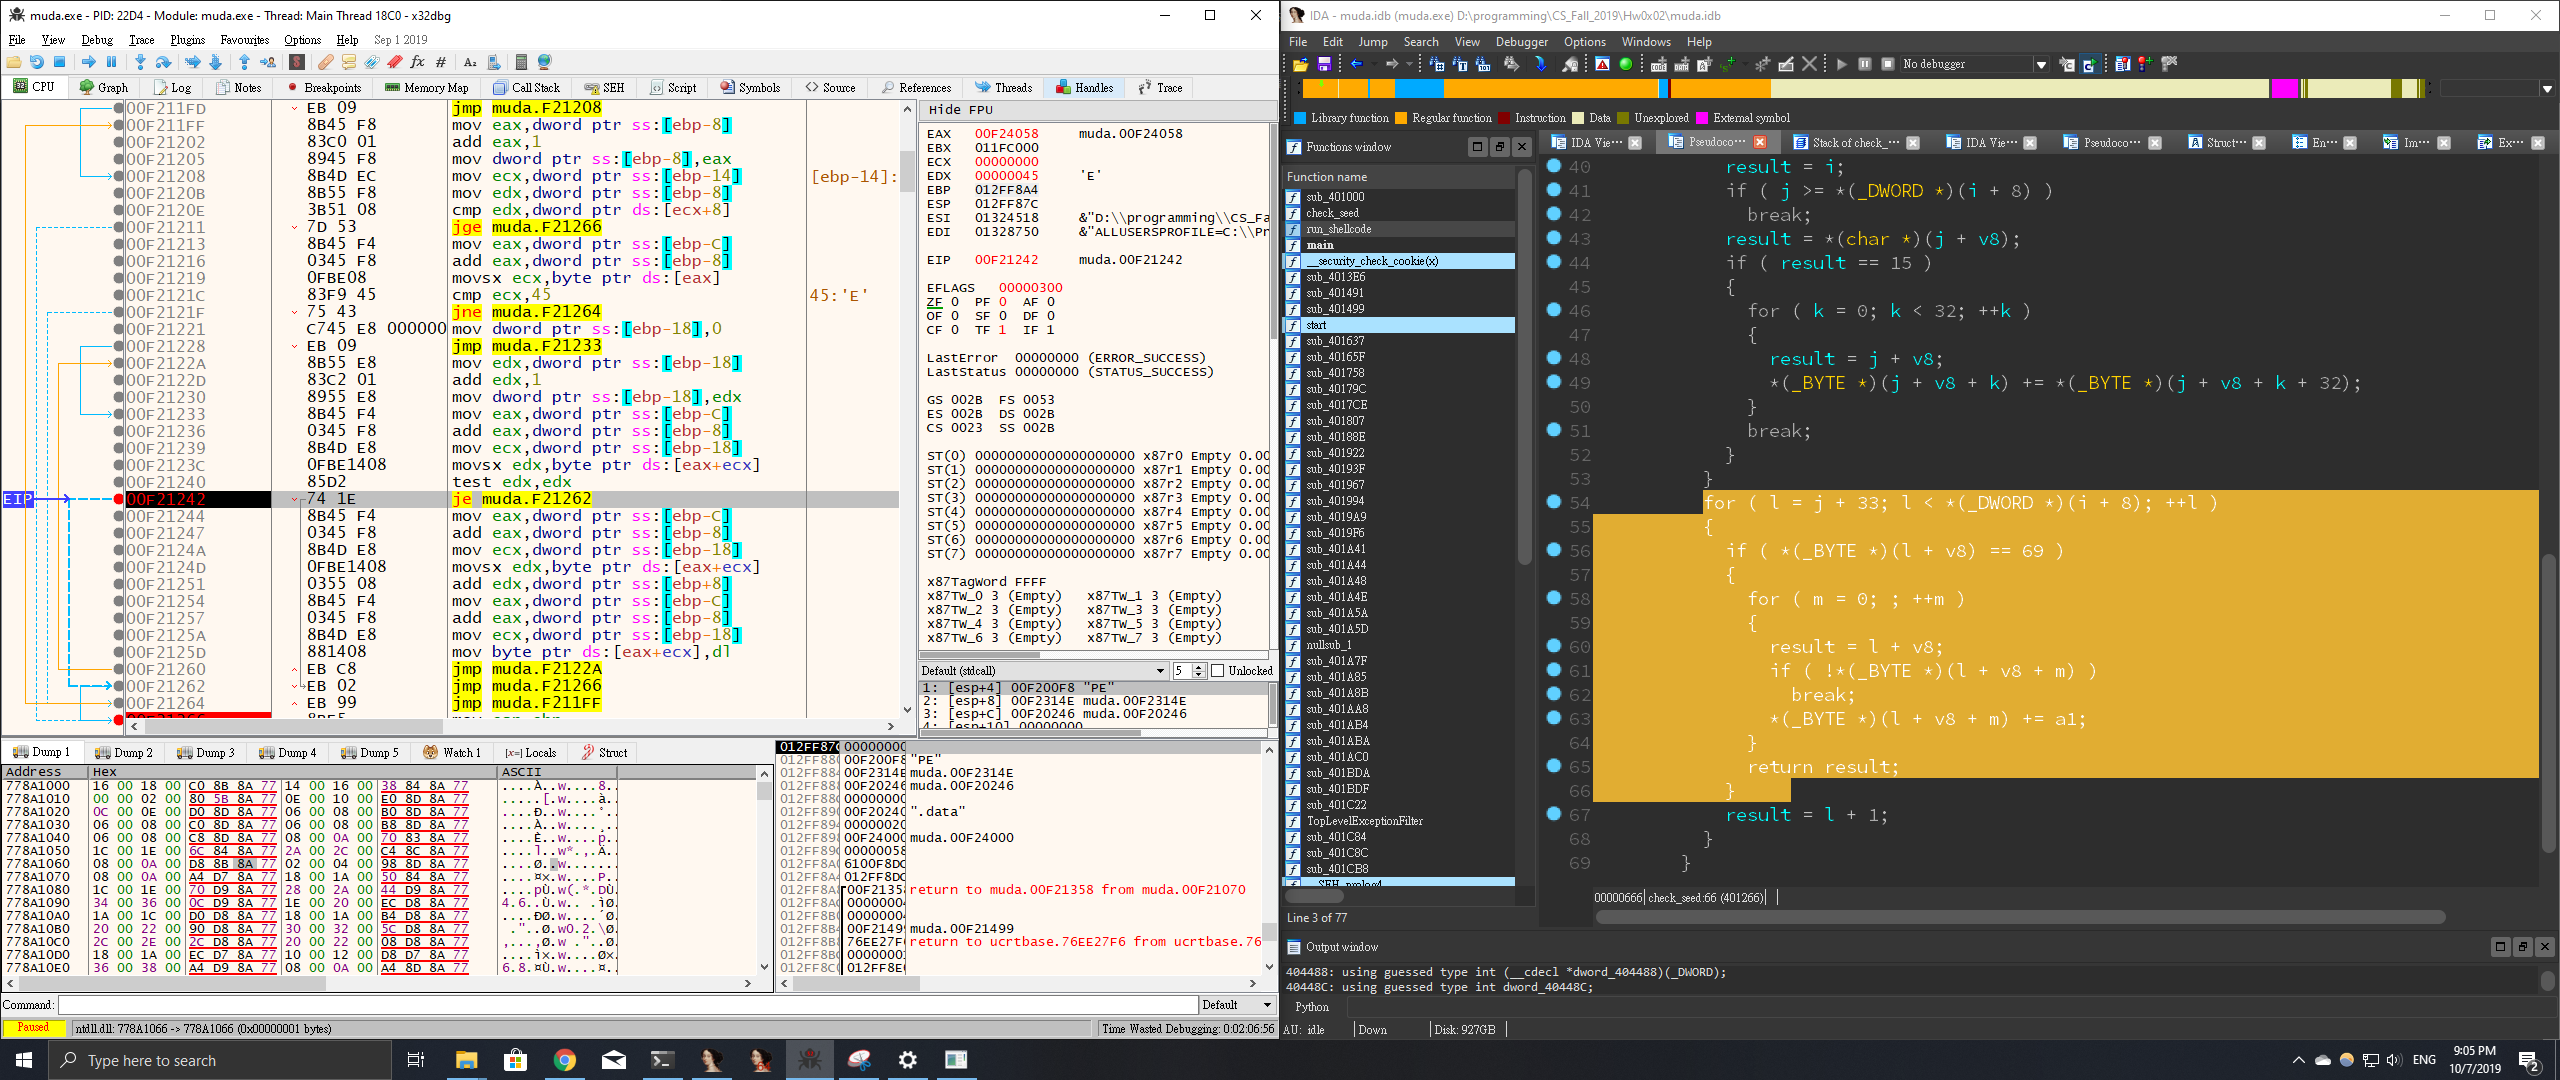 muda.exe - PID: 22D4 - Module: muda.exe - Thread: Main Thread 18C0 - x32dbg
File View Debug Trace Plugins Favourites Options Help Sep 1 2019
CPU Graph Log Notes Breakpoints Memory Map Call Stack SEH Script Symbols Source References Threads Handles Trace
00F211FD EB 09 jmp muda.F21208
00F211FF 8B45 F8 mov eax,dword ptr ss:[ebp-8]
00F21202 83C0 01 add eax,1
00F21205 8945 F8 mov dword ptr ss:[ebp-8],eax
00F21208 8B4D EC mov ecx,dword ptr ss:[ebp-14] [ebp-14]:
00F2120B 8B55 F8 mov edx,dword ptr ss:[ebp-8]
00F2120E 3B51 08 cmp edx,dword ptr ds:[ecx+8]
00F21211 7D 53 jge muda.F21266
00F21213 8B45 F4 mov eax,dword ptr ss:[ebp-C]
00F21216 0345 F8 add eax,dword ptr ss:[ebp-8]
00F21219 0FBE08 movsx ecx,byte ptr ds:[eax]
00F2121C 83F9 45 cmp ecx,45 45:'E'
00F2121F 75 43 jne muda.F21264
00F21221 C745 E8 000000 mov dword ptr ss:[ebp-18],0
00F21228 EB 09 jmp muda.F21233
00F2122A 8B55 E8 mov edx,dword ptr ss:[ebp-18]
00F2122D 83C2 01 add edx,1
00F21230 8955 E8 mov dword ptr ss:[ebp-18],edx
00F21233 8B45 F4 mov eax,dword ptr ss:[ebp-C]
00F21236 0345 F8 add eax,dword ptr ss:[ebp-8]
00F21239 8B4D E8 mov ecx,dword ptr ss:[ebp-18]
00F2123C 0FBE1408 movsx edx,byte ptr ds:[eax+ecx]
00F21240 85D2 test edx,edx
EIP 00F21242 74 1E je muda.F21262
00F21244 8B45 F4 mov eax,dword ptr ss:[ebp-C]
00F21247 0345 F8 add eax,dword ptr ss:[ebp-8]
00F2124A 8B4D E8 mov ecx,dword ptr ss:[ebp-18]
00F2124D 0FBE1408 movsx edx,byte ptr ds:[eax+ecx]
00F21251 0355 08 add edx,dword ptr ss:[ebp+8]
00F21254 8B45 F4 mov eax,dword ptr ss:[ebp-C]
00F21257 0345 F8 add eax,dword ptr ss:[ebp-8]
00F2125A 8B4D E8 mov ecx,dword ptr ss:[ebp-18]
00F2125D 881408 mov byte ptr ds:[eax+ecx],dl
00F21260 EB C8 jmp muda.F2122A
00F21262 EB 02 jmp muda.F21266
00F21264 EB 99 jmp muda.F211FF
Hide FPU
EAX 00F24058 muda.00F24058
EBX 011FC000
ECX 00000000
EDX 00000045 'E'
EBP 012FF8A4
ESP 012FF87C
ESI 01324518 &"D:\\programming\\CS_Fa
EDI 01328750 &"ALLUSERSPROFILE=C:\\Pr
EIP 00F21242 muda.00F21242
EFLAGS 00000300
ZF 0 PF 0 AF 0
OF 0 SF 0 DF 0
CF 0 TF 1 IF 1
LastError 00000000 (ERROR_SUCCESS)
LastStatus 00000000 (STATUS_SUCCESS)
GS 002B FS 0053
ES 002B DS 002B
CS 0023 SS 002B
ST(0) 00000000000000000000 x87r0 Empty 0.00
ST(1) 00000000000000000000 x87r1 Empty 0.00
ST(2) 00000000000000000000 x87r2 Empty 0.00
ST(3) 00000000000000000000 x87r3 Empty 0.00
ST(4) 00000000000000000000 x87r4 Empty 0.00
ST(5) 00000000000000000000 x87r5 Empty 0.00
ST(6) 00000000000000000000 x87r6 Empty 0.00
ST(7) 00000000000000000000 x87r7 Empty 0.00
x87TagWord FFFF
x87TW_0 3 (Empty) x87TW_1 3 (Empty)
x87TW_2 3 (Empty) x87TW_3 3 (Empty)
x87TW_4 3 (Empty) x87TW_5 3 (Empty)
x87TW_6 3 (Empty) x87TW_7 3 (Empty)
Default (stdcall) 5 Unlocked
1: [esp+4] 00F200F8 "PE"
2: [esp+8] 00F2314E muda.00F2314E
3: [esp+C] 00F20246 muda.00F20246
4: [esp+10] 00000000
Dump 1 Dump 2 Dump 3 Dump 4 Dump 5 Watch 1 Locals Struct
Address Hex ASCII
778A1000 16 00 18 00 C0 8B 8A 77 14 00 16 00 38 84 8A 77
778A1010 00 00 02 00 80 5B 8A 77 0E 00 10 00 E0 8D 8A 77
778A1020 0C 00 0E 00 D0 8D 8A 77 06 00 08 00 B0 8D 8A 77
778A1030 06 00 08 00 C0 8D 8A 77 06 00 08 00 B8 8D 8A 77
778A1040 06 00 08 00 C8 8D 8A 77 08 00 0A 00 70 83 8A 77
778A1050 1C 00 1E 00 6C 84 8A 77 2A 00 2C 00 C4 8C 8A 77
778A1060 08 00 0A 00 D8 8B 8A 77 02 00 04 00 98 8D 8A 77
778A1070 08 00 0A 00 A4 D7 8A 77 18 00 1A 00 50 84 8A 77
778A1080 1C 00 1E 00 70 D9 8A 77 28 00 2A 00 44 D9 8A 77
778A1090 34 00 36 00 0C D9 8A 77 1E 00 20 00 EC D8 8A 77
778A10A0 1A 00 1C 00 D0 D8 8A 77 18 00 1A 00 B4 D8 8A 77
778A10B0 20 00 22 00 90 D8 8A 77 30 00 32 00 5C D8 8A 77
778A10C0 2C 00 2E 00 2C D8 8A 77 20 00 22 00 08 D8 8A 77
778A10D0 18 00 1A 00 EC D7 8A 77 10 00 12 00 D8 D7 8A 77
778A10E0 36 00 38 00 A4 D9 8A 77 08 00 0A 00 A4 8D 8A 77
012FF87C 00000000
012FF880 00F200F8 "PE"
012FF884 00F2314E muda.00F2314E
012FF888 00F20246 muda.00F20246
012FF88C 00000000
012FF890 00F20240 ".data"
012FF894 00000000
012FF898 00F24000 muda.00F24000
012FF89C 00000058
012FF8A0 6100F8DC
012FF8A4 012FF8DC
012FF8A8 00F21358 return to muda.00F21358 from muda.00F21070
012FF8AC 00000004
012FF8B0 00000004
012FF8B4 00F21499 muda.00F21499
012FF8B8 76EE27F6 return to ucrtbase.76EE27F6 from ucrtbase.76
012FF8BC 00000001
012FF8C0 012FF8E0
Command: Default
Paused ntdll.dll: 778A1066 -> 778A1066 (0x00000001 bytes) Time Wasted Debugging: 0:02:06:56
IDA - muda.idb (muda.exe) D:\programming\CS_Fall_2019\Hw0x02\muda.idb
File Edit Jump Search View Debugger Options Windows Help
No debugger
Library function Regular function Instruction Data Unexplored External symbol
Functions window
IDA Vie··· Pseudoco··· Stack of check_··· IDA Vie··· Pseudoco··· Struct··· En··· Im··· Ex···
Function name
sub_401000
check_seed
run_shellcode
main
__security_check_cookie(x)
sub_4013E6
sub_401491
sub_401499
start
sub_401637
sub_40165F
sub_401758
sub_40179C
sub_4017CE
sub_401807
sub_40188E
sub_401922
sub_40193F
sub_401967
sub_401994
sub_4019A9
sub_4019F6
sub_401A41
sub_401A44
sub_401A48
sub_401A4E
sub_401A5A
sub_401A5D
nullsub_1
sub_401A7F
sub_401A85
sub_401A8B
sub_401AA8
sub_401AB4
sub_401ABA
sub_401AC0
sub_401BDA
sub_401BDF
sub_401C22
TopLevelExceptionFilter
sub_401C84
sub_401C8C
sub_401CB8
__SEH_prolog4
Line 3 of 77
40 result = i;
41 if ( j >= *(_DWORD *)(i + 8) )
42 break;
43 result = *(char *)(j + v8);
44 if ( result == 15 )
45 {
46 for ( k = 0; k < 32; ++k )
47 {
48 result = j + v8;
49 *(_BYTE *)(j + v8 + k) += *(_BYTE *)(j + v8 + k + 32);
50 }
51 break;
52 }
53 }
54 for ( l = j + 33; l < *(_DWORD *)(i + 8); ++l )
55 {
56 if ( *(_BYTE *)(l + v8) == 69 )
57 {
58 for ( m = 0; ; ++m )
59 {
60 result = l + v8;
61 if ( !*(_BYTE *)(l + v8 + m) )
62 break;
63 *(_BYTE *)(l + v8 + m) += a1;
64 }
65 return result;
66 }
67 result = l + 1;
68 }
69 }
00000666 check_seed:66 (401266)
Output window
404488: using guessed type int (__cdecl *dword_404488)(_DWORD);
40448C: using guessed type int dword_40448C;
Python
AU: idle Down Disk: 927GB
Type here to search
ENG
9:05 PM
10/7/2019
2